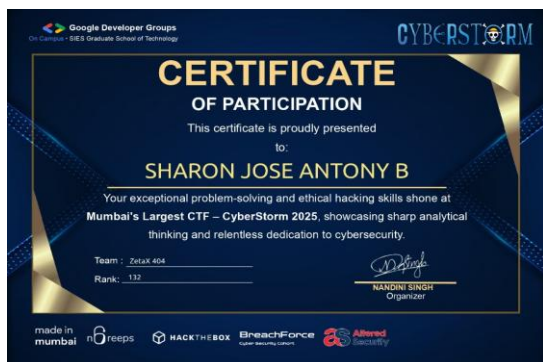 Google Developer Groups
On Campus • SIES Graduate School of Technology
CYBERSTORM
CERTIFICATE
OF PARTICIPATION
This certificate is proudly presented
to:
SHARON JOSE ANTONY B
Your exceptional problem-solving and ethical hacking skills shone at
Mumbai's Largest CTF – CyberStorm 2025, showcasing sharp analytical
thinking and relentless dedication to cybersecurity.
Team : ZetaX 404
Rank: 132
NANDINI SINGH
Organizer
made in
mumbai
n6reeps
HACKTHEBOX
BreachForce
Cyber Security Cohort
Altered
Security